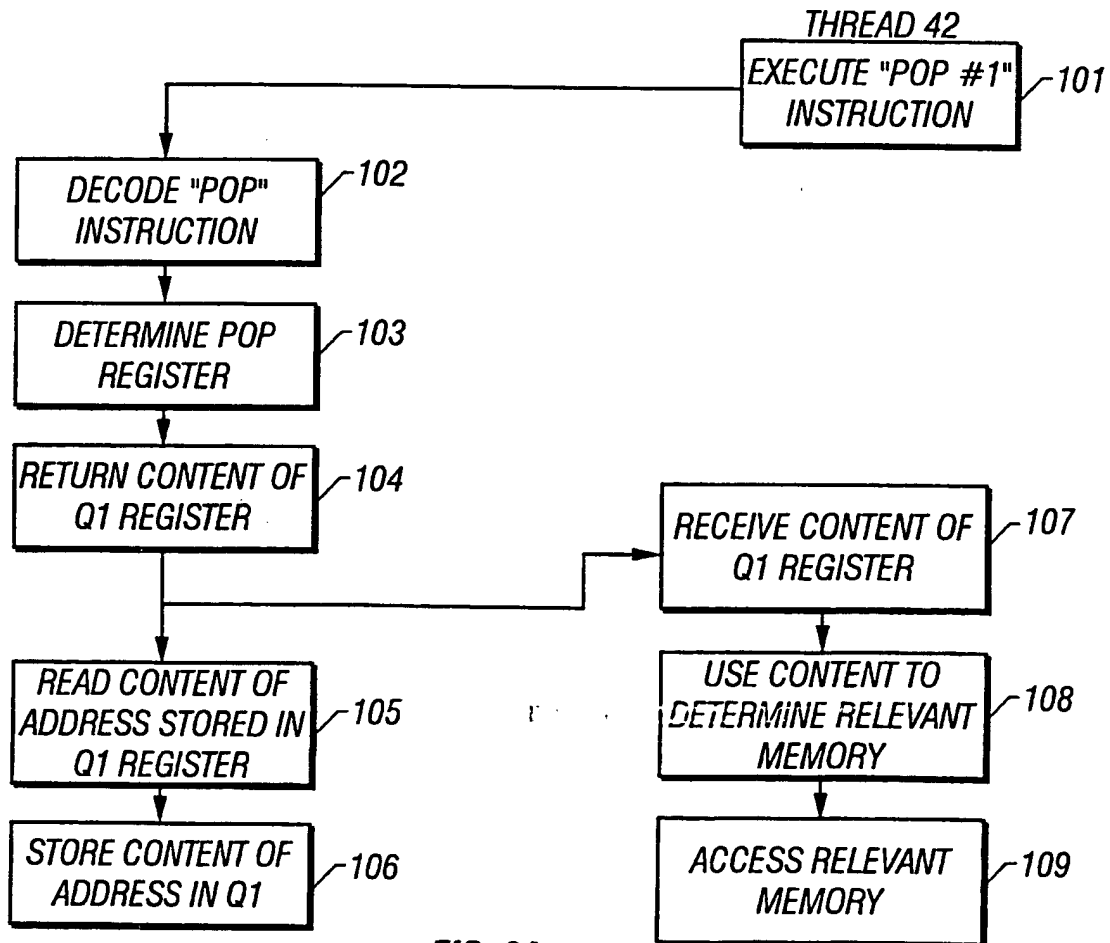 THREAD 42
EXECUTE "POP #1"
INSTRUCTION
101
DECODE "POP"
INSTRUCTION
102
DETERMINE POP
REGISTER
103
RETURN CONTENT OF
Q1 REGISTER
104
RECEIVE CONTENT OF
Q1 REGISTER
107
READ CONTENT OF
ADDRESS STORED IN
Q1 REGISTER
105
USE CONTENT TO
DETERMINE RELEVANT
MEMORY
108
STORE CONTENT OF
ADDRESS IN Q1
106
ACCESS RELEVANT
MEMORY
109